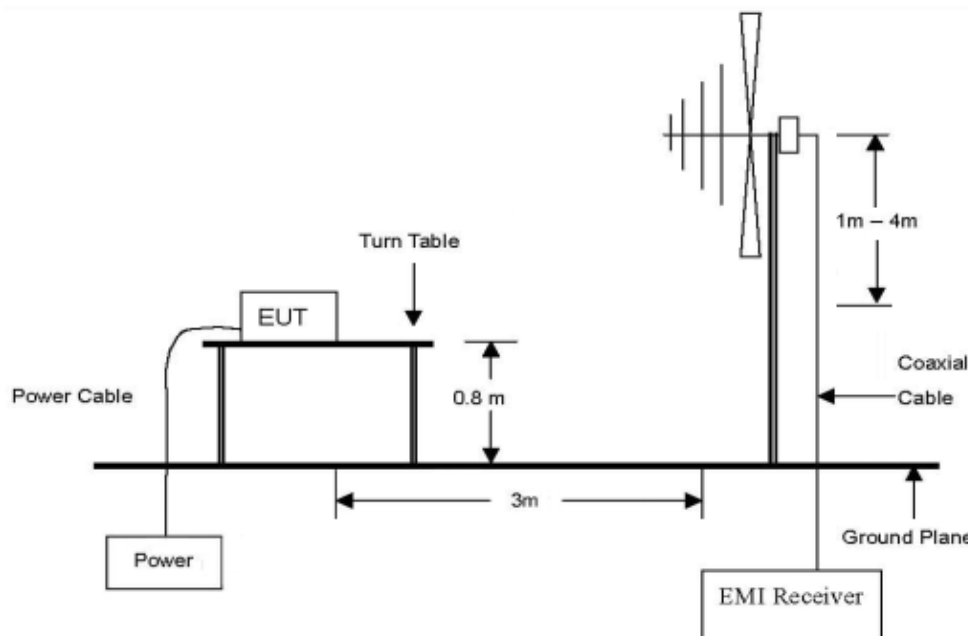 1m – 4m
Turn Table
EUT
Coaxial
Cable
Power Cable
0.8 m
3m
Ground Plane
Power
EMI Receiver